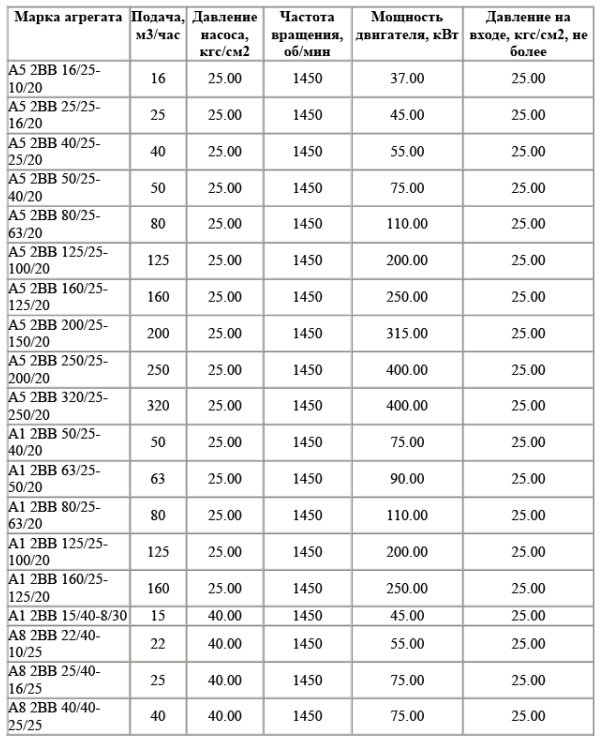 Марка агрегата Подача, Давление Частота Мощность Давление на
м3/час насоса, вращения, двигателя, кВт входе, кгс/см2, не
кгс/см2 об/мин более
А5 2ВВ 16/25-
10/20 16 25.00 1450 37.00 25.00
А5 2ВВ 25/25-
16/20 25 25.00 1450 45.00 25.00
А5 2ВВ 40/25-
25/20 40 25.00 1450 55.00 25.00
А5 2ВВ 50/25-
40/20 50 25.00 1450 75.00 25.00
А5 2ВВ 80/25-
63/20 80 25.00 1450 110.00 25.00
А5 2ВВ 125/25-
100/20 125 25.00 1450 200.00 25.00
А5 2ВВ 160/25-
125/20 160 25.00 1450 250.00 25.00
А5 2ВВ 200/25-
150/20 200 25.00 1450 315.00 25.00
А5 2ВВ 250/25-
200/20 250 25.00 1450 400.00 25.00
А5 2ВВ 320/25-
250/20 320 25.00 1450 400.00 25.00
А1 2ВВ 50/25-
40/20 50 25.00 1450 75.00 25.00
А1 2ВВ 63/25-
50/20 63 25.00 1450 90.00 25.00
А1 2ВВ 80/25-
63/20 80 25.00 1450 110.00 25.00
А1 2ВВ 125/25-
100/20 125 25.00 1450 200.00 25.00
А1 2ВВ 160/25-
125/20 160 25.00 1450 250.00 25.00
А1 2ВВ 15/40-8/30 15 40.00 1450 45.00 25.00
А8 2ВВ 22/40-
10/25 22 40.00 1450 55.00 25.00
А8 2ВВ 25/40-
16/25 25 40.00 1450 75.00 25.00
А8 2ВВ 40/40-
25/25 40 40.00 1450 75.00 25.00